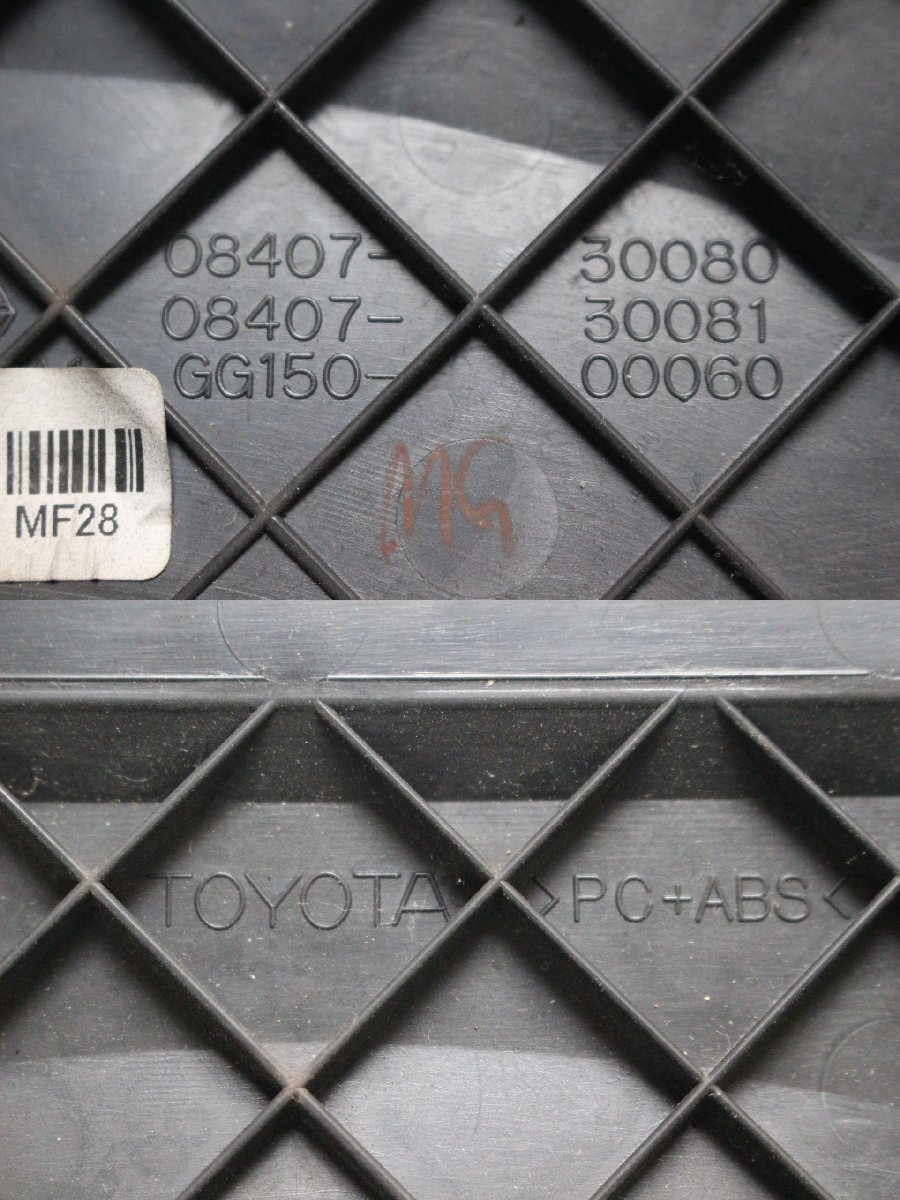 08407- 30080
08407- 30081
GG150- 00060
MF28
MG
TOYOTA >PC+ABS<